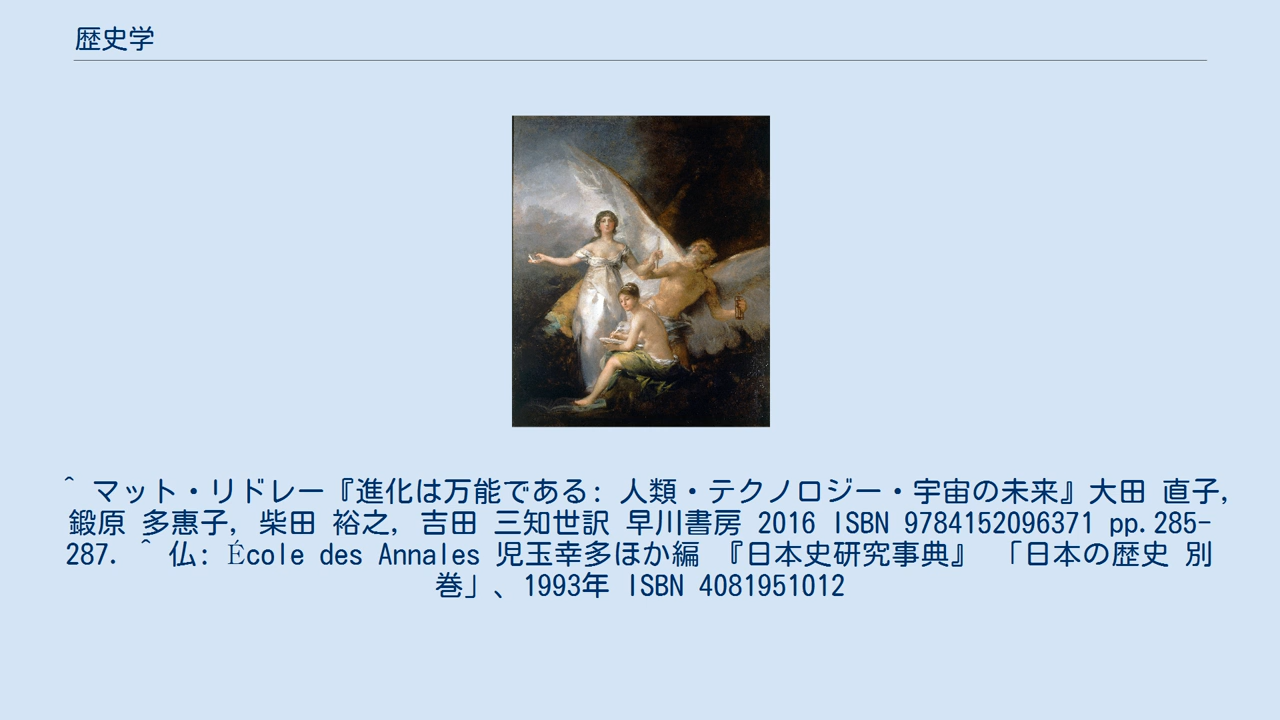 歴史学
^ マット・リドレー『進化は万能である: 人類・テクノロジー・宇宙の未来』大田 直子,
鍛原 多惠子, 柴田 裕之, 吉田 三知世訳 早川書房 2016 ISBN 9784152096371 pp.285-
287. ^ 仏: École des Annales 児玉幸多ほか編 『日本史研究事典』 「日本の歴史 別
巻」、1993年 ISBN 4081951012